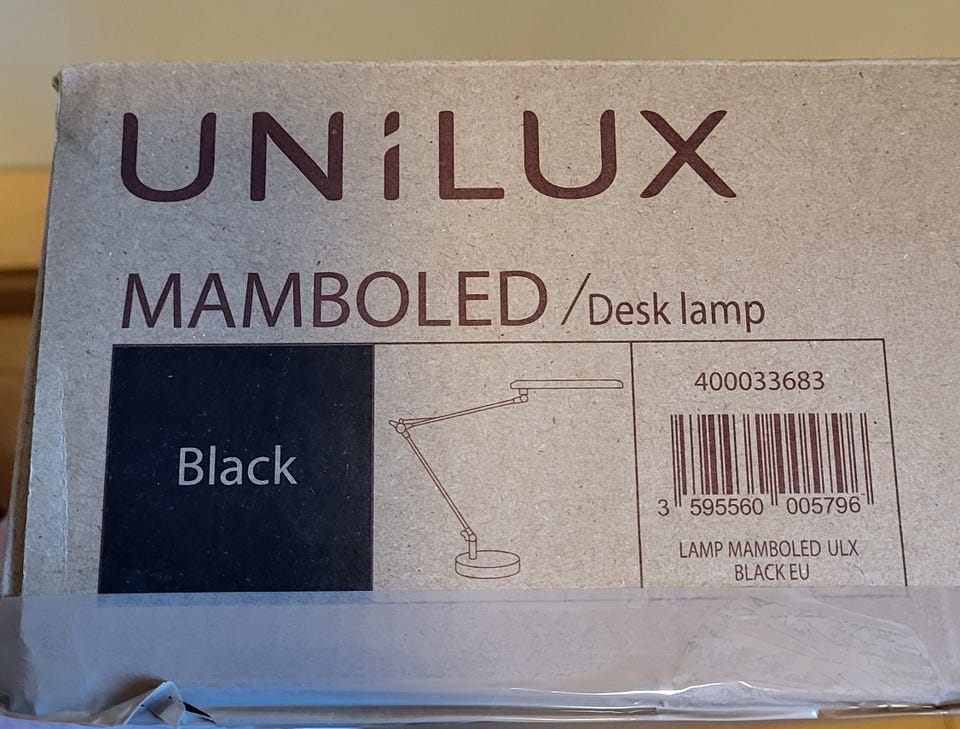 UNiLUX
MAMBOLED / Desk lamp
Black
400033683
3 595560 005796
LAMP MAMBOLED ULX
BLACK EU